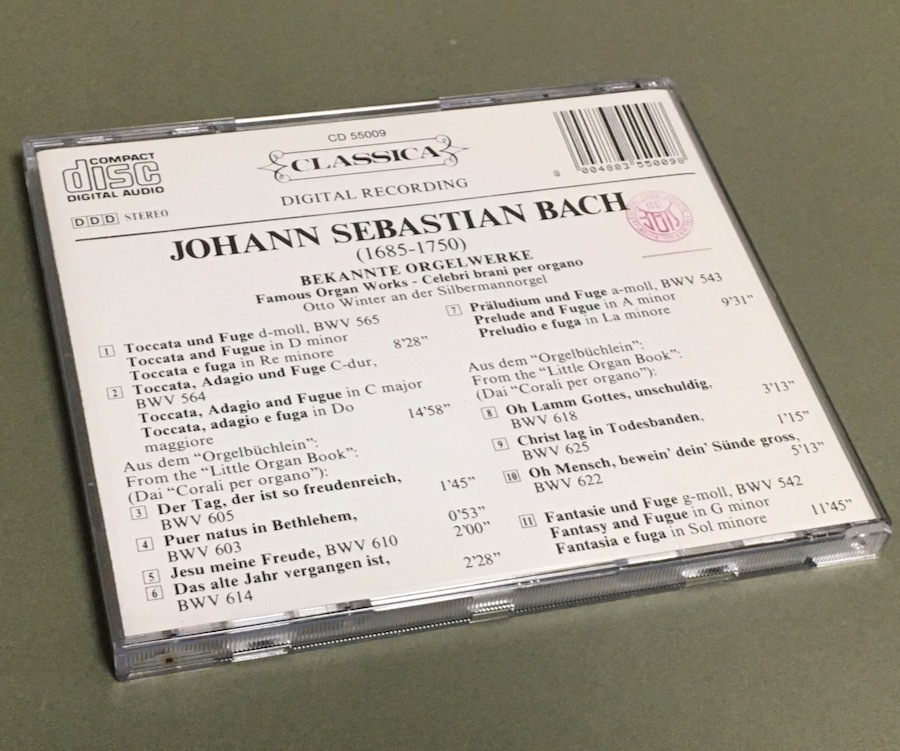 CD 55009
COMPACT
disc
DIGITAL AUDIO
CLASSICA
DIGITAL RECORDING
DDD STEREO
8 004883 550098
JOHANN SEBASTIAN BACH
(1685-1750)
BEKANNTE ORGELWERKE
Famous Organ Works - Celebri brani per organo
Otto Winter an der Silbermannorgel
1 Toccata und Fuge d-moll, BWV 565
Toccata and Fugue in D minor
Toccata e fuga in Re minore 8'28”
2 Toccata, Adagio und Fuge C-dur,
BWV 564
Toccata, Adagio and Fugue in C major
Toccata, adagio e fuga in Do 14'58”
maggiore
Aus dem “Orgelbüchlein”:
From the “Little Organ Book”:
(Dai “Corali per organo”):
3 Der Tag, der ist so freudenreich, 1'45”
BWV 605
4 Puer natus in Bethlehem, 0'53”
BWV 603
5 Jesu meine Freude, BWV 610 2'00”
6 Das alte Jahr vergangen ist, 2'28”
BWV 614
7 Präludium und Fuge a-moll, BWV 543
Prelude and Fugue in A minor 9'31”
Preludio e fuga in La minore
Aus dem “Orgelbüchlein”:
From the “Little Organ Book”:
(Dai “Corali per organo”):
8 Oh Lamm Gottes, unschuldig, 3'13”
BWV 618
9 Christ lag in Todesbanden, 1'15”
BWV 625
10 Oh Mensch, bewein' dein' Sünde gross,
BWV 622 5'13”
11 Fantasie und Fuge g-moll, BWV 542
Fantasy and Fugue in G minor
Fantasia e fuga in Sol minore 11'45”